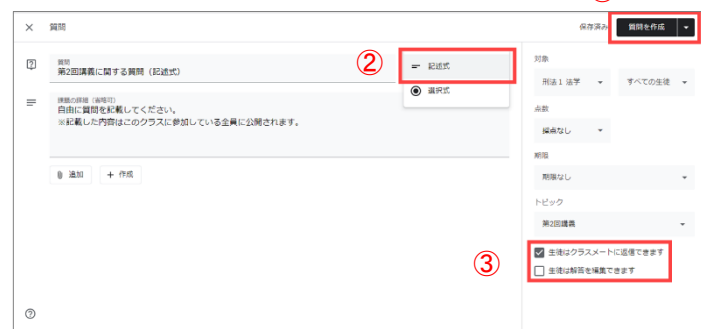 質問
保存済み
質問を作成
質問
第2回講義に関する質問（記述式）
②
記述式
選択式
課題の詳細（省略可）
自由に質問を記載してください。
※記載した内容はこのクラスに参加している全員に公開されます。
追加
作成
対象
刑法1 法学
すべての生徒
点数
採点なし
期限
期限なし
トピック
第2回講義
③
生徒はクラスメートに返信できます
生徒は解答を編集できます